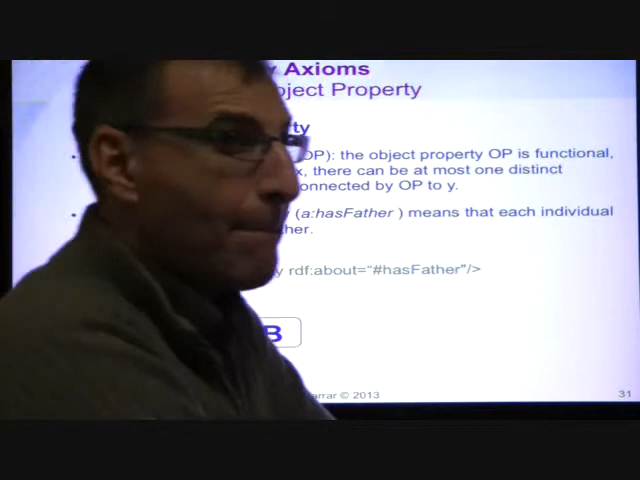 Axioms
bject Property
ty
OP): the object property OP is functional,
x, there can be at most one distinct
onnected by OP to y.
(a:hasFather ) means that each individual
her.
y rdf:about="#hasFather"/>
B
arrar © 2013
31